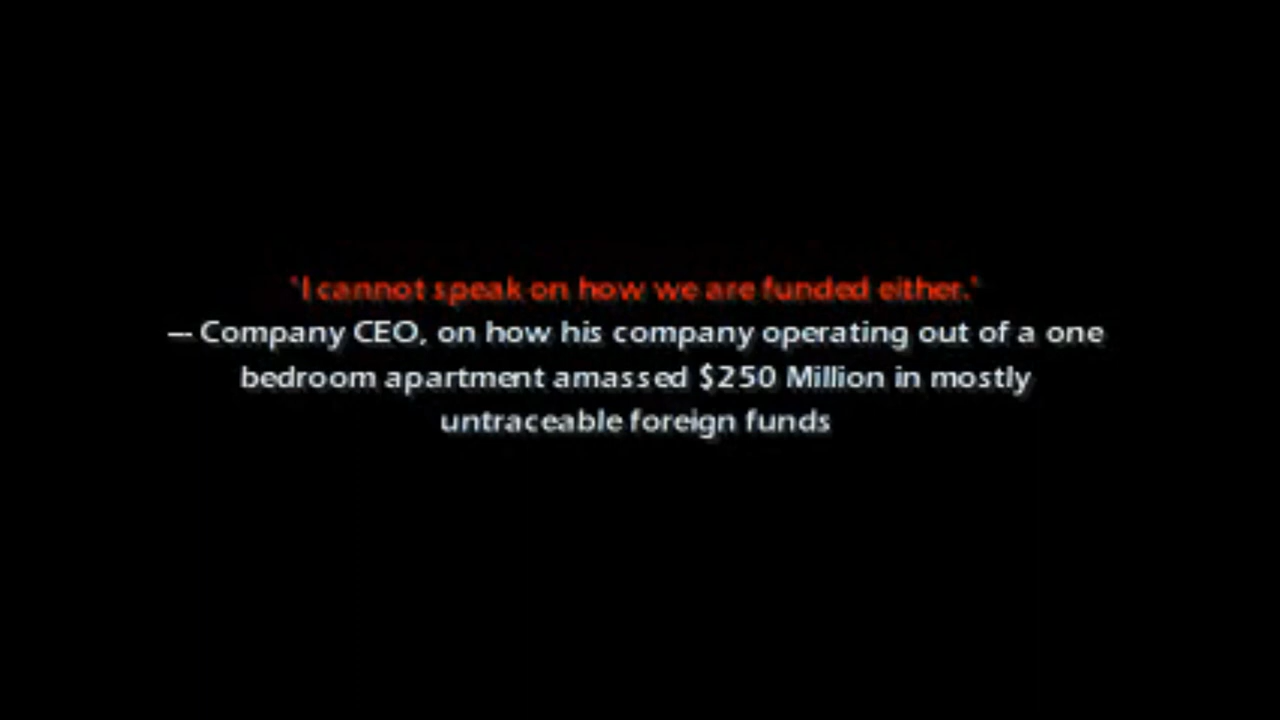 "I cannot speak on how we are funded either."
-- Company CEO, on how his company operating out of a one
bedroom apartment amassed $250 Million in mostly
untraceable foreign funds